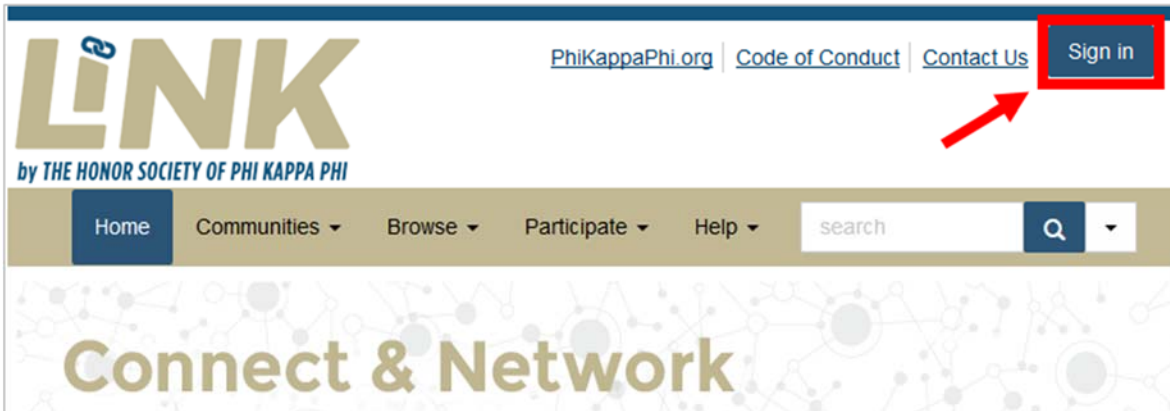 LiNK
by THE HONOR SOCIETY OF PHI KAPPA PHI
PhiKappaPhi.org Code of Conduct Contact Us Sign in
Home Communities Browse Participate Help search
Connect & Network